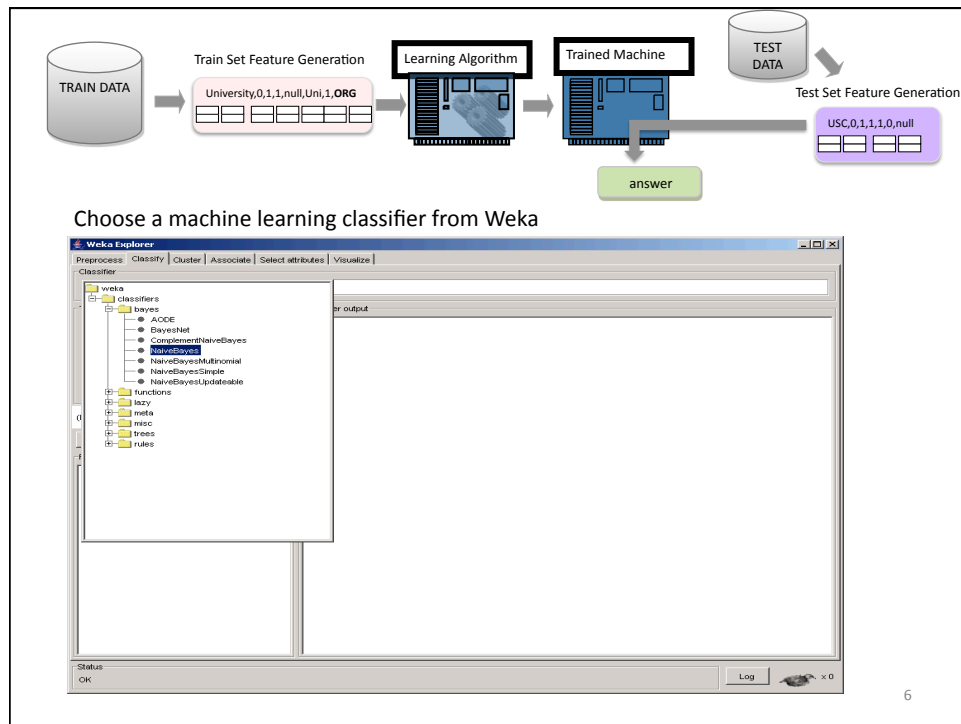 TRAIN DATA
Train Set Feature Generation
University,0,1,1,null,Uni,1,ORG
Learning Algorithm
Trained Machine
TEST
DATA
Test Set Feature Generation
USC,0,1,1,1,0,null
answer
Choose a machine learning classifier from Weka
Weka Explorer
Preprocess Classify Cluster Associate Select attributes Visualize
Classifier
weka
classifiers
bayes
AODE
BayesNet
ComplementNaiveBayes
NaiveBayes
NaiveBayesMultinomial
NaiveBayesSimple
NaiveBayesUpdateable
functions
lazy
meta
misc
trees
rules
er output
Status
OK
Log
x 0
6